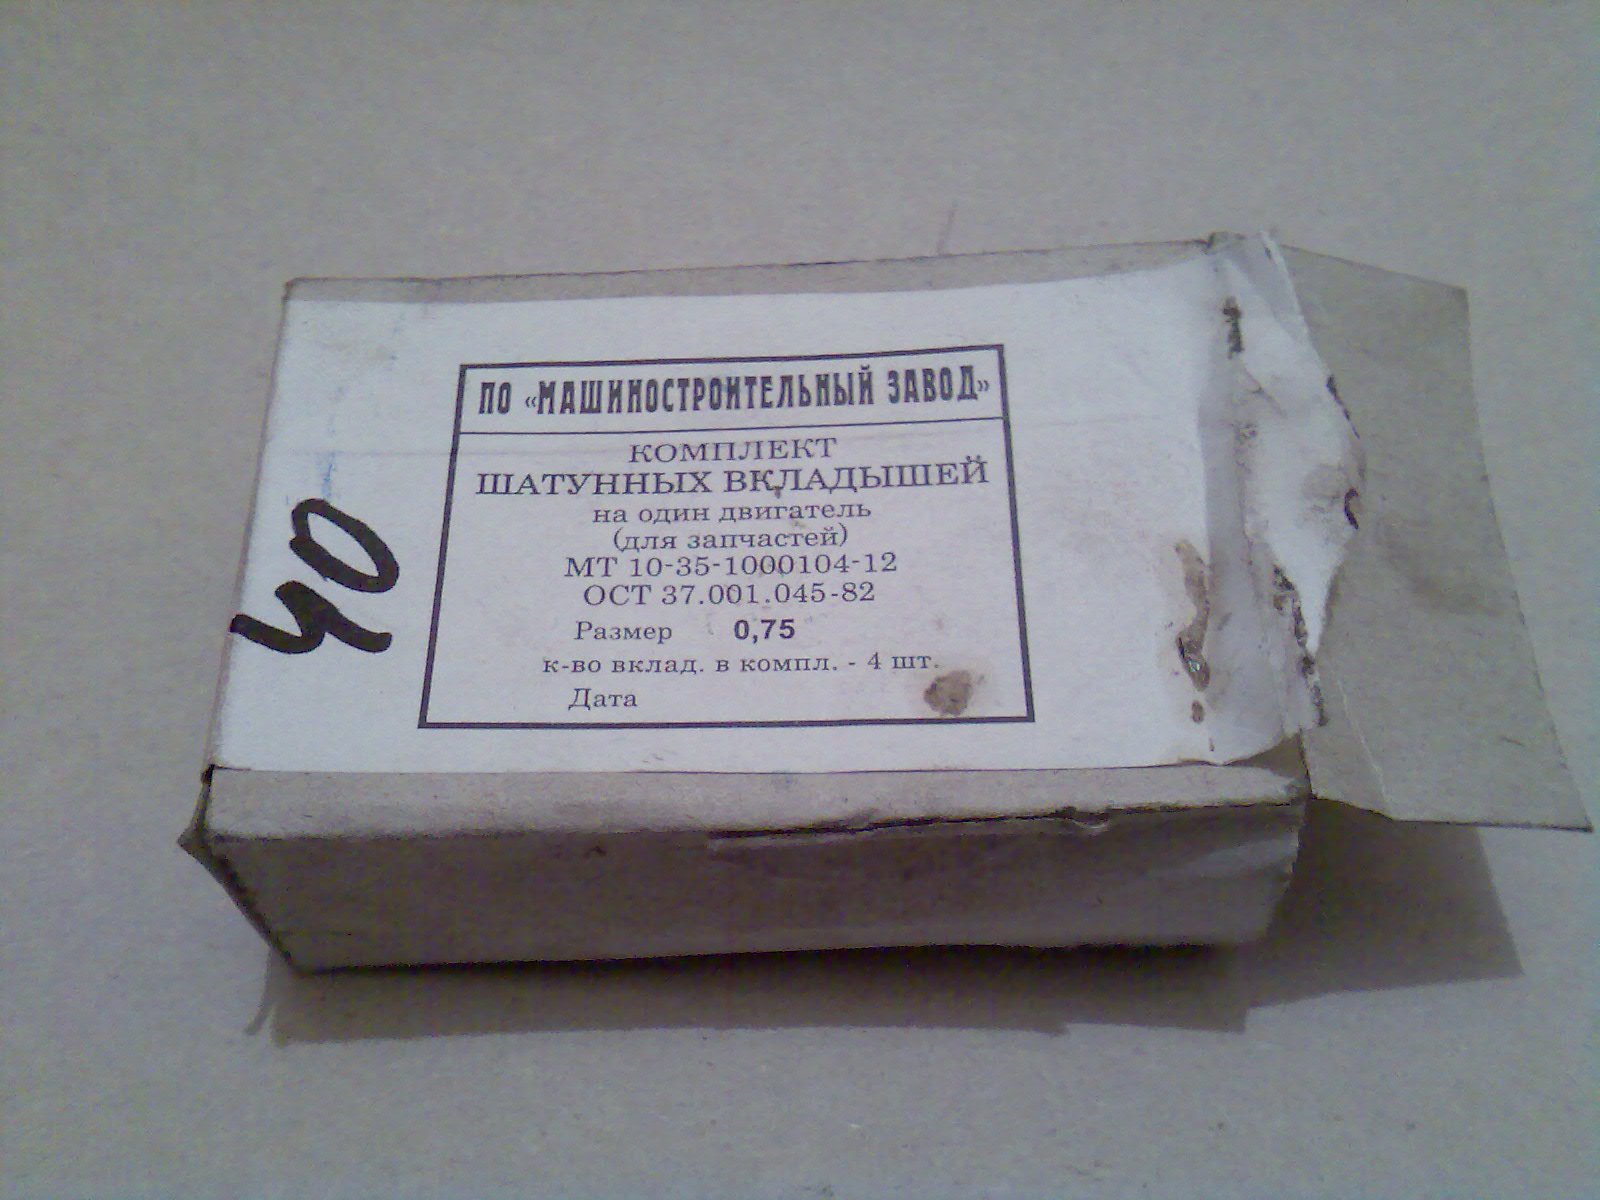 ПО «МАШИНОСТРОИТЕЛЬНЫЙ ЗАВОД»
КОМПЛЕКТ
ШАТУННЫХ ВКЛАДЫШЕЙ
на один двигатель
(для запчастей)
МТ 10-35-1000104-12
ОСТ 37.001.045-82
Размер 0,75
к-во вклад. в компл. - 4 шт.
Дата
40